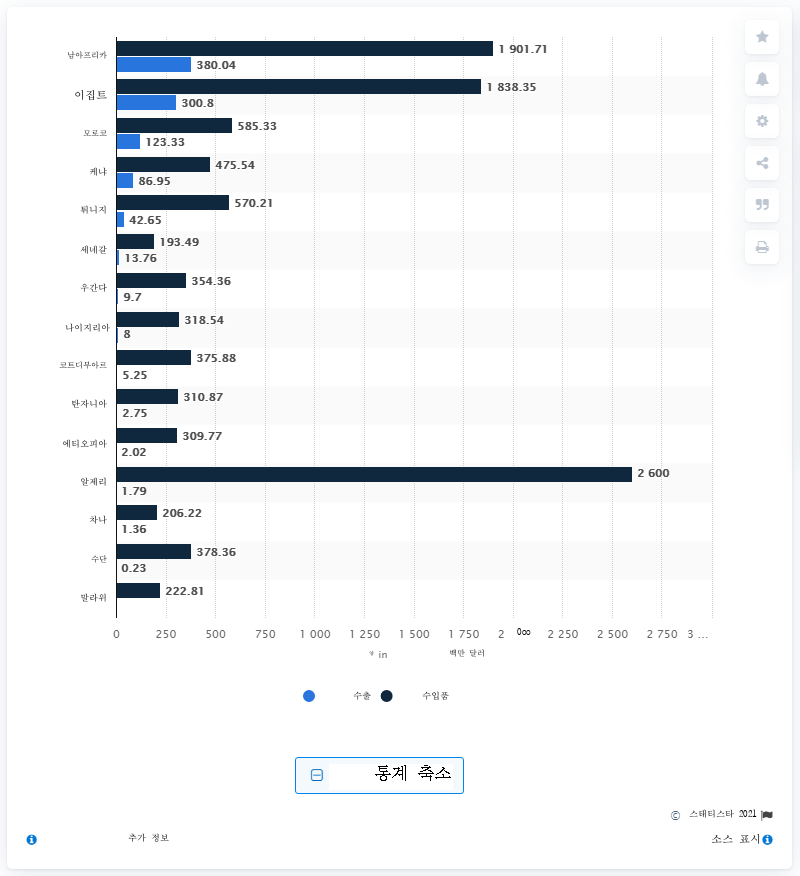 남아프리카 1 901.71
380.04
이집트 1 838.35
300.8
모로코 585.33
123.33
케냐 475.54
86.95
튀니지 570.21
42.65
세네갈 193.49
13.76
우간다 354.36
9.7
나이지리아 318.54
8
코트디부아르 375.88
5.25
탄자니아 310.87
2.75
에티오피아 309.77
2.02
알제리 2 600
1.79
차나 206.22
1.36
수단 378.36
0.23
말라위 222.81
0 250 500 750 1 000 1 250 1 500 1 750 2 0∞ 2 250 2 500 2 750 3 ...
* in 백만 달러
수출 수입품
통계 축소
© 스태티스타 2021
추가 정보 소스 표시